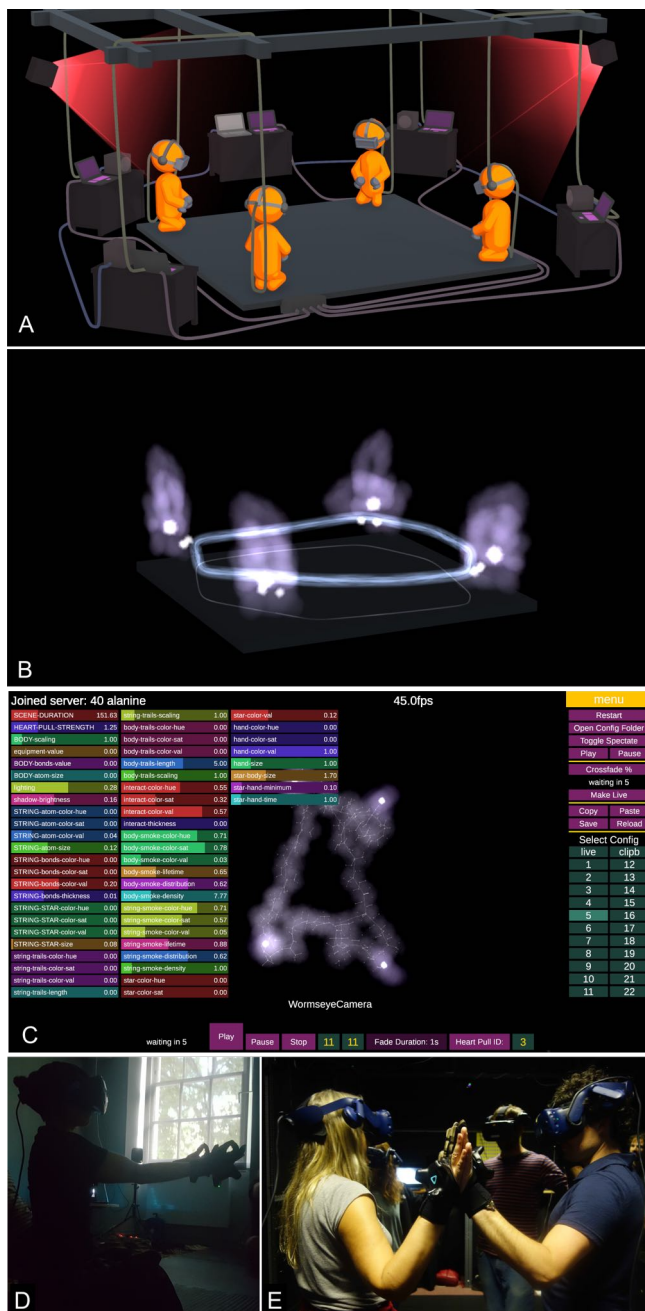 A
B
Joined server: 40 alanine
45.0fps
menu
SCENE-DURATION 151.63
HEART-PULL-STRENGTH 1.25
BODY-scaling 1.00
equipment-value 0.00
BODY-bonds-value 0.00
BODY-atom-size 0.00
lighting 0.28
shadow-brightness 0.16
STRING-atom-color-hue 0.00
STRING-atom-color-sat 0.00
STRING-atom-color-val 0.04
STRING-atom-size 0.12
STRING-bonds-color-hue 0.00
STRING-bonds-color-sat 0.00
STRING-bonds-color-val 0.20
STRING-bonds-thickness 0.01
STRING-STAR-color-hue 0.00
STRING-STAR-color-sat 0.00
STRING-STAR-color-val 0.00
STRING-STAR-size 0.08
string-trails-color-hue 0.00
string-trails-color-sat 0.00
string-trails-color-val 0.00
string-trails-length 0.00
string-trails-scaling 1.00
body-trails-color-hue 0.00
body-trails-color-sat 0.00
body-trails-color-val 0.00
body-trails-length 5.00
body-trails-scaling 1.00
interact-color-hue 0.55
interact-color-sat 0.32
interact-color-val 0.57
interact-thickness 0.00
body-smoke-color-hue 0.71
body-smoke-color-sat 0.78
body-smoke-color-val 0.03
body-smoke-lifetime 0.65
body-smoke-distribution 0.62
body-smoke-density 7.77
string-smoke-color-hue 0.71
string-smoke-color-sat 0.57
string-smoke-color-val 0.05
string-smoke-lifetime 0.88
string-smoke-distribution 0.62
string-smoke-density 1.00
star-color-hue 0.00
star-color-sat 0.00
star-color-val 0.12
hand-color-hue 0.00
hand-color-sat 0.00
hand-color-val 1.00
hand-size 1.00
star-body-size 1.70
star-hand-minimum 0.10
star-hand-time 1.00
Restart
Open Config Folder
Toggle Spectate
Play Pause
Crossfade %
waiting in 5
Make Live
Copy Paste
Save Reload
Select Config
live clipb
1 12
2 13
3 14
4 15
5 16
6 17
7 18
8 19
9 20
10 21
11 22
WormseyeCamera
C
waiting in 5 Play Pause Stop 11 11 Fade Duration: 1s Heart Pull ID: 3
D
E